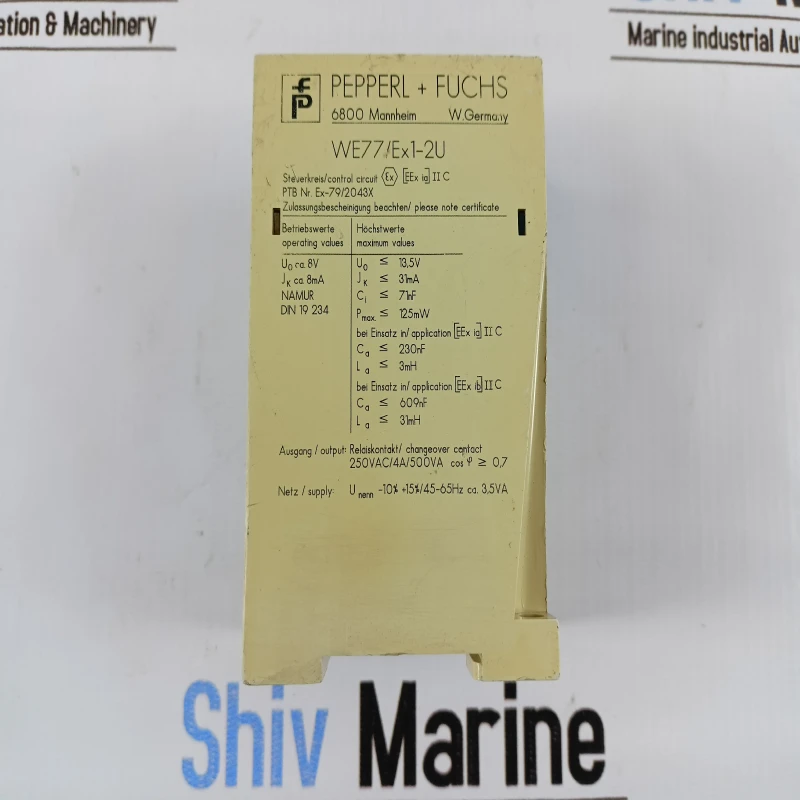 ation & Machinery
Marine industrial Au
PEPPERL + FUCHS
6800 Mannheim W.Germany
WE77/Ex1-2U
Steuerkreis/control circuit Ex [EEx ia] II C
PTB Nr. Ex-79/2043X
Zulassungsbescheinigung beachten/ please note certificate
Betriebswerte
operating values
U₀ ca. 8V
Jₖ ca. 8mA
NAMUR
DIN 19 234
Höchstwerte
maximum values
U₀ ≤ 13,5V
Jₖ ≤ 31mA
Cᵢ ≤ 71nF
Pmax. ≤ 125mW
bei Einsatz in/ application [EEx ia] II C
Cₐ ≤ 230nF
Lₐ ≤ 3mH
bei Einsatz in/ application [EEx ib] II C
Cₐ ≤ 609nF
Lₐ ≤ 31mH
Ausgang / output: Relaiskontakt/ changeover contact
250VAC/4A/500VA cos φ ≥ 0,7
Netz / supply: U nenn -10% +15%/45-65Hz ca. 3,5VA
Shiv Marine